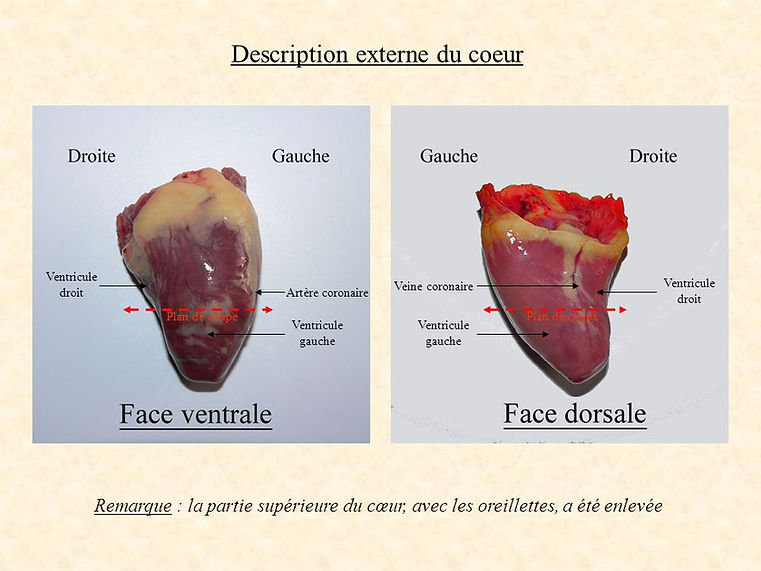 Description externe du coeur
Droite
Gauche
Ventricule
droit
Artère coronaire
Plan de coupe
Ventricule
gauche
Face ventrale
Gauche
Droite
Veine coronaire
Ventricule
droit
Plan de coupe
Ventricule
gauche
Face dorsale
Remarque : la partie supérieure du cœur, avec les oreillettes, a été enlevée